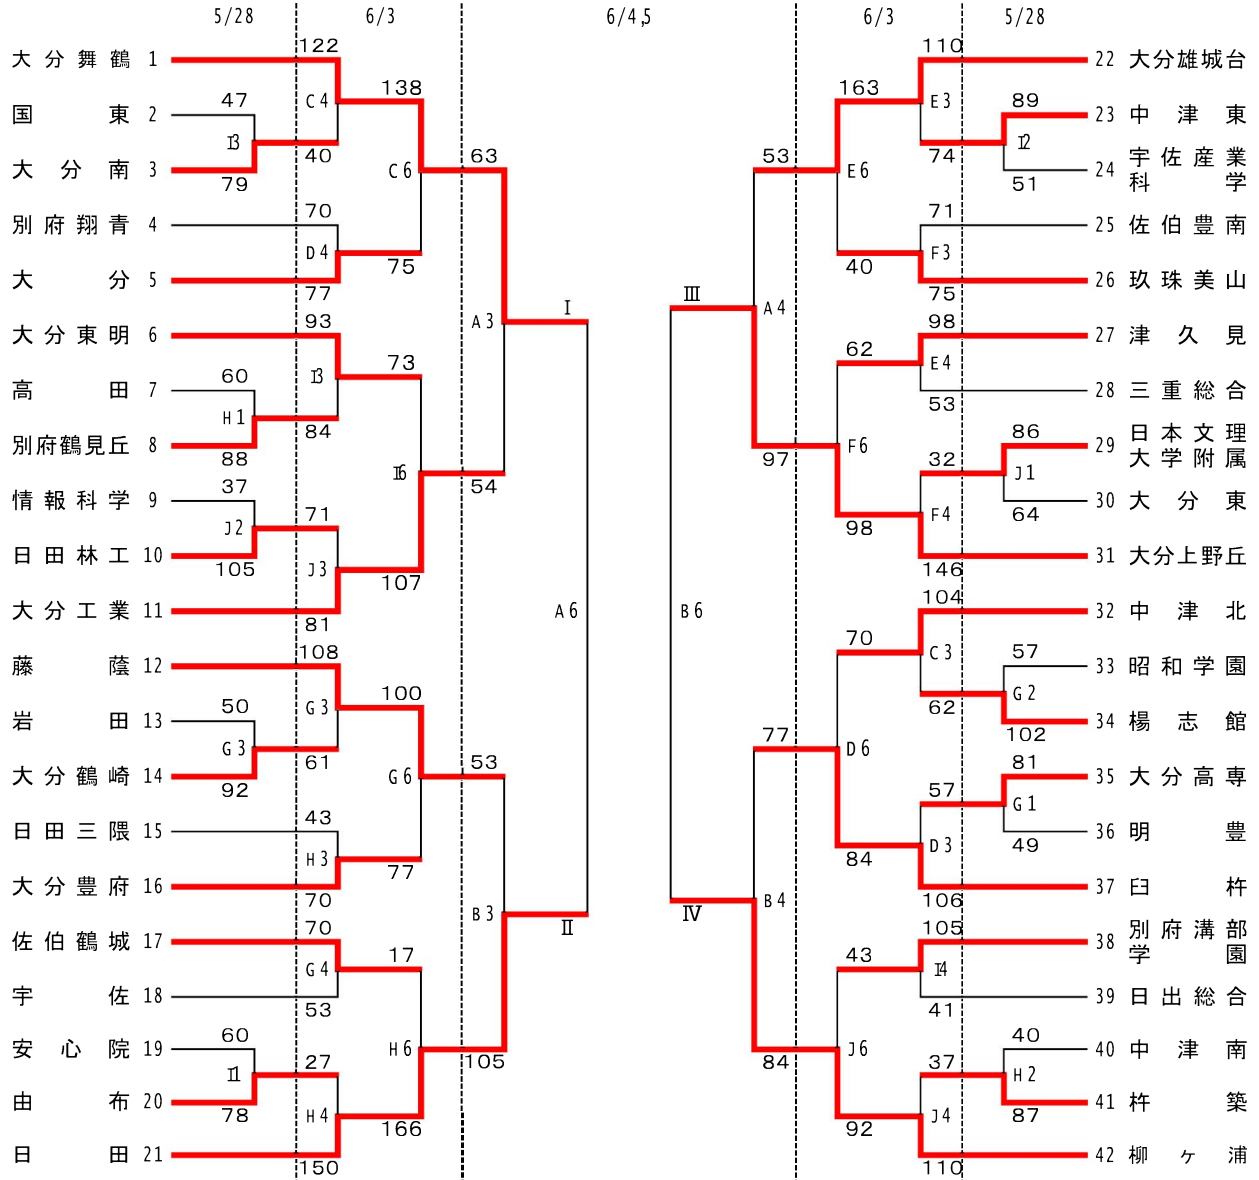 5/28 6/3 6/4,5 6/3 5/28
大分舞鶴 1
国東 2
大分南 3
別府翔青 4
大分 5
大分東明 6
高田 7
別府鶴見丘 8
情報科学 9
日田林工 10
大分工業 11
藤蔭 12
岩田 13
大分鶴崎 14
日田三隈 15
大分豊府 16
佐伯鶴城 17
宇佐 18
安心院 19
由布 20
日田 21
47
I3
79
60
H1
88
37
J2
105
50
G3
92
60
I1
78
122
C4
40
70
D4
77
93
I3
84
71
J3
81
108
G3
61
43
H3
70
70
G4
53
27
H4
150
138
C6
75
73
I6
107
100
G6
77
17
H6
166
63
A3
54
53
B3
105
I
A6
II
III
B6
IV
53
A4
97
77
B4
84
163
E6
40
62
F6
98
70
D6
84
43
J6
92
110
E3
74
71
F3
75
98
E4
53
32
F4
146
104
C3
62
57
D3
106
105
I4
41
37
J4
110
89
I2
51
86
J1
64
57
G2
102
81
G1
49
40
H2
87
22 大分雄城台
23 中津東
24 宇佐産業
科学
25 佐伯豊南
26 玖珠美山
27 津久見
28 三重総合
29 日本文理
大学附属
30 大分東
31 大分上野丘
32 中津北
33 昭和学園
34 楊志館
35 大分高専
36 明豊
37 臼杵
38 別府溝部
学園
39 日出総合
40 中津南
41 杵築
42 柳ヶ浦